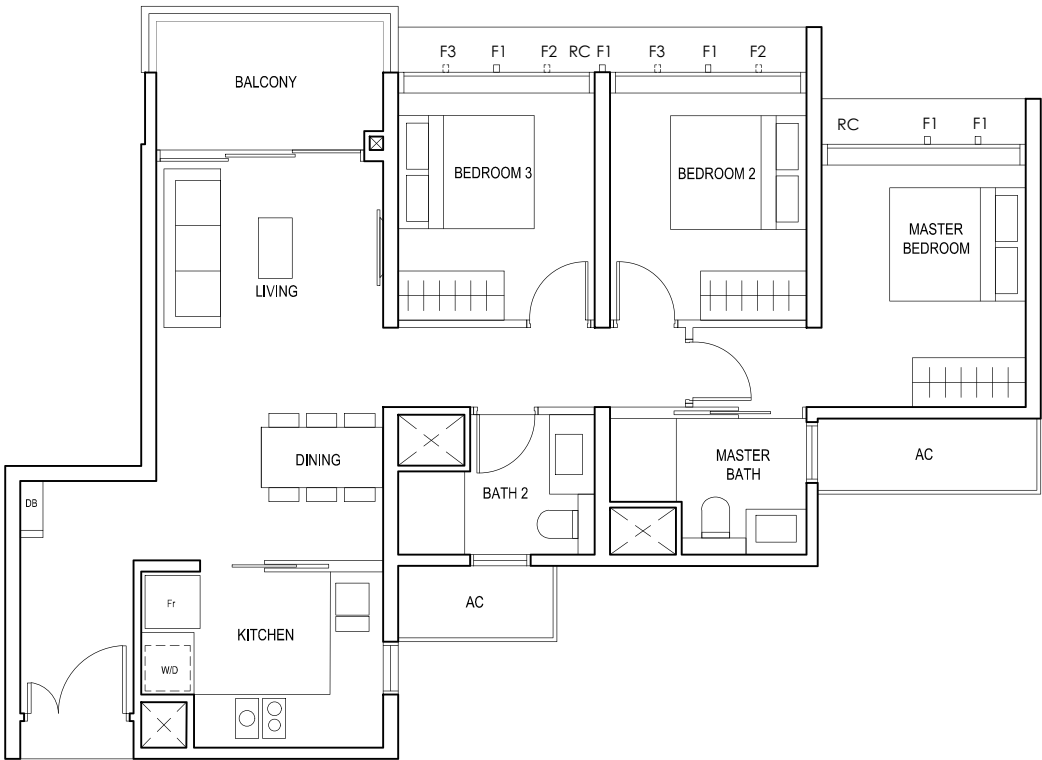 F3 F1 F2 RC F1 F3 F1 F2
BALCONY
RC F1 F1
BEDROOM 3
BEDROOM 2
MASTER
BEDROOM
LIVING
DINING
MASTER
BATH
AC
BATH 2
DB
AC
Fr
KITCHEN
W/D